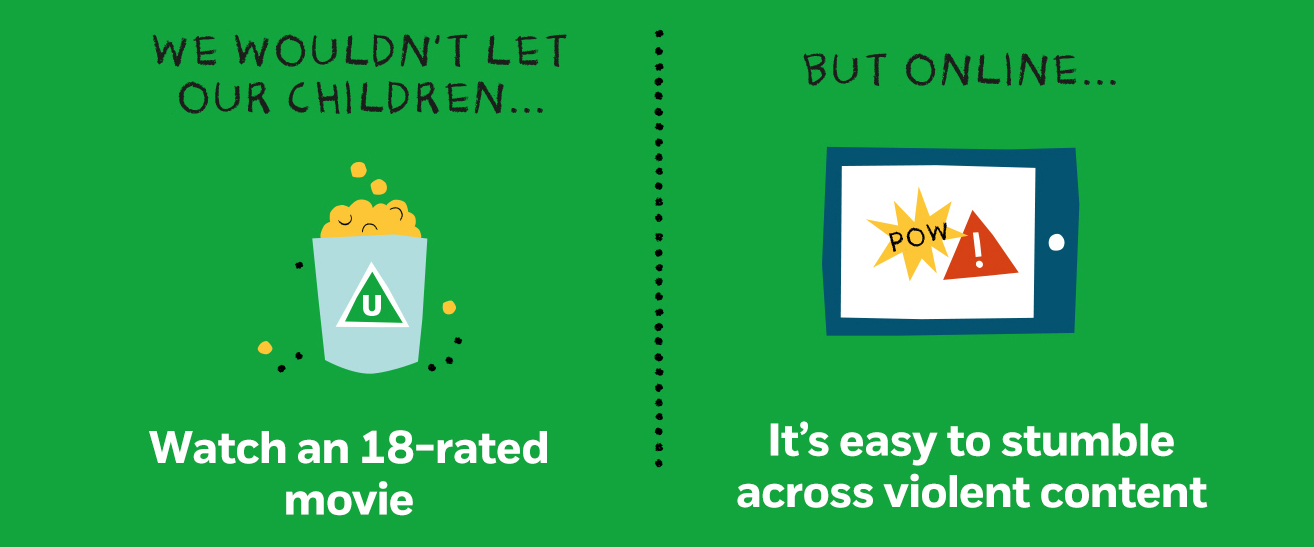 WE WOULDN'T LET
OUR CHILDREN...
U
Watch an 18-rated
movie
BUT ONLINE...
POW
!
It’s easy to stumble
across violent content